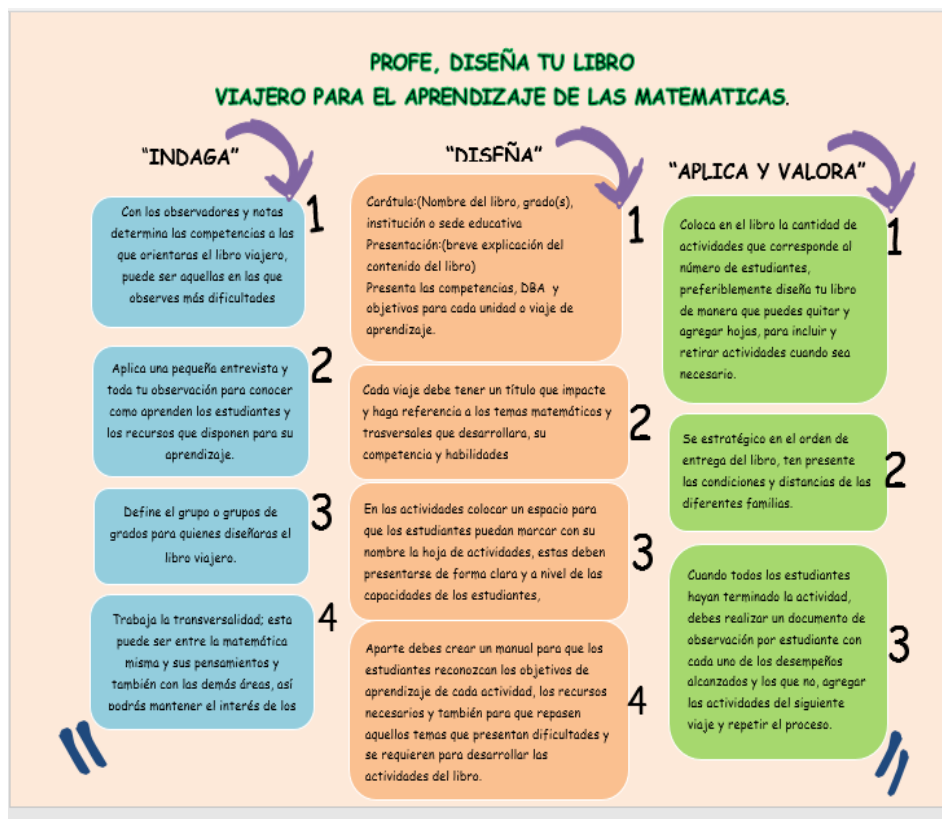 PROFE, DISEÑA TU LIBRO
VIAJERO PARA EL APRENDIZAJE DE LAS MATEMATICAS.
"INDAGA"
1
Con los observadores y notas
determina las competencias a las
que orientaras el libro viajero,
puede ser aquellas en las que
observes más dificultades
2
Aplica una pequeña entrevista y
toda tu observación para conocer
como aprenden los estudiantes y
los recursos que disponen para su
aprendizaje.
3
Define el grupo o grupos de
grados para quienes diseñaras el
libro viajero.
4
Trabaja la transversalidad; esta
puede ser entre la matemática
misma y sus pensamientos y
también con las demás áreas, así
podrás mantener el interés de los
"DISEÑA"
1
Carátula:(Nombre del libro, grado(s),
institución o sede educativa
Presentación:(breve explicación del
contenido del libro)
Presenta las competencias, DBA y
objetivos para cada unidad o viaje de
aprendizaje.
2
Cada viaje debe tener un título que impacte
y haga referencia a los temas matemáticos y
trasversales que desarrollara, su
competencia y habilidades
3
En las actividades colocar un espacio para
que los estudiantes puedan marcar con su
nombre la hoja de actividades, estas deben
presentarse de forma clara y a nivel de las
capacidades de los estudiantes,
4
Aparte debes crear un manual para que los
estudiantes reconozcan los objetivos de
aprendizaje de cada actividad, los recursos
necesarios y también para que repasen
aquellos temas que presentan dificultades y
se requieren para desarrollar las
actividades del libro.
"APLICA Y VALORA"
1
Coloca en el libro la cantidad de
actividades que corresponde al
número de estudiantes,
preferiblemente diseña tu libro
de manera que puedes quitar y
agregar hojas, para incluir y
retirar actividades cuando sea
necesario.
2
Se estratégico en el orden de
entrega del libro, ten presente
las condiciones y distancias de las
diferentes familias.
3
Cuando todos los estudiantes
hayan terminado la actividad,
debes realizar un documento de
observación por estudiante con
cada uno de los desempeños
alcanzados y los que no, agregar
las actividades del siguiente
viaje y repetir el proceso.